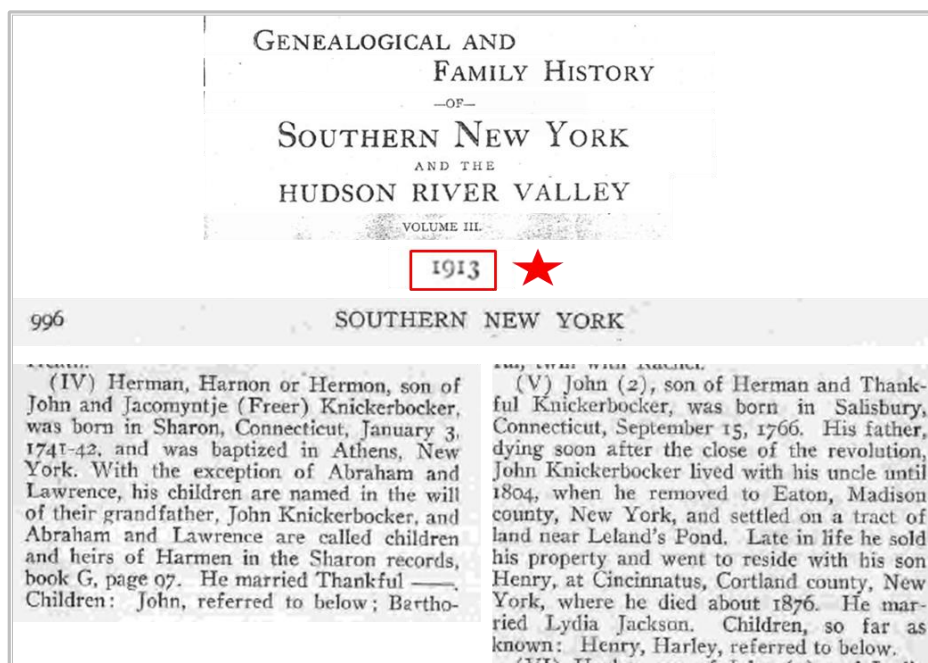 GENEALOGICAL AND
FAMILY HISTORY
—OF—
SOUTHERN NEW YORK
AND THE
HUDSON RIVER VALLEY
VOLUME III.
1913
996 SOUTHERN NEW YORK
(IV) Herman, Harnon or Hermon, son of
John and Jacomyntje (Freer) Knickerbocker,
was born in Sharon, Connecticut, January 3,
1741-42, and was baptized in Athens, New
York. With the exception of Abraham and
Lawrence, his children are named in the will
of their grandfather, John Knickerbocker, and
Abraham and Lawrence are called children
and heirs of Harmen in the Sharon records,
book G, page 97. He married Thankful ——.
Children: John, referred to below; Bartho-
(V) John (2), son of Herman and Thank-
ful Knickerbocker, was born in Salisbury,
Connecticut, September 15, 1766. His father,
dying soon after the close of the revolution,
John Knickerbocker lived with his uncle until
1804, when he removed to Eaton, Madison
county, New York, and settled on a tract of
land near Leland's Pond. Late in life he sold
his property and went to reside with his son
Henry, at Cincinnatus, Cortland county, New
York, where he died about 1876. He mar-
ried Lydia Jackson. Children, so far as
known: Henry, Harley, referred to below.